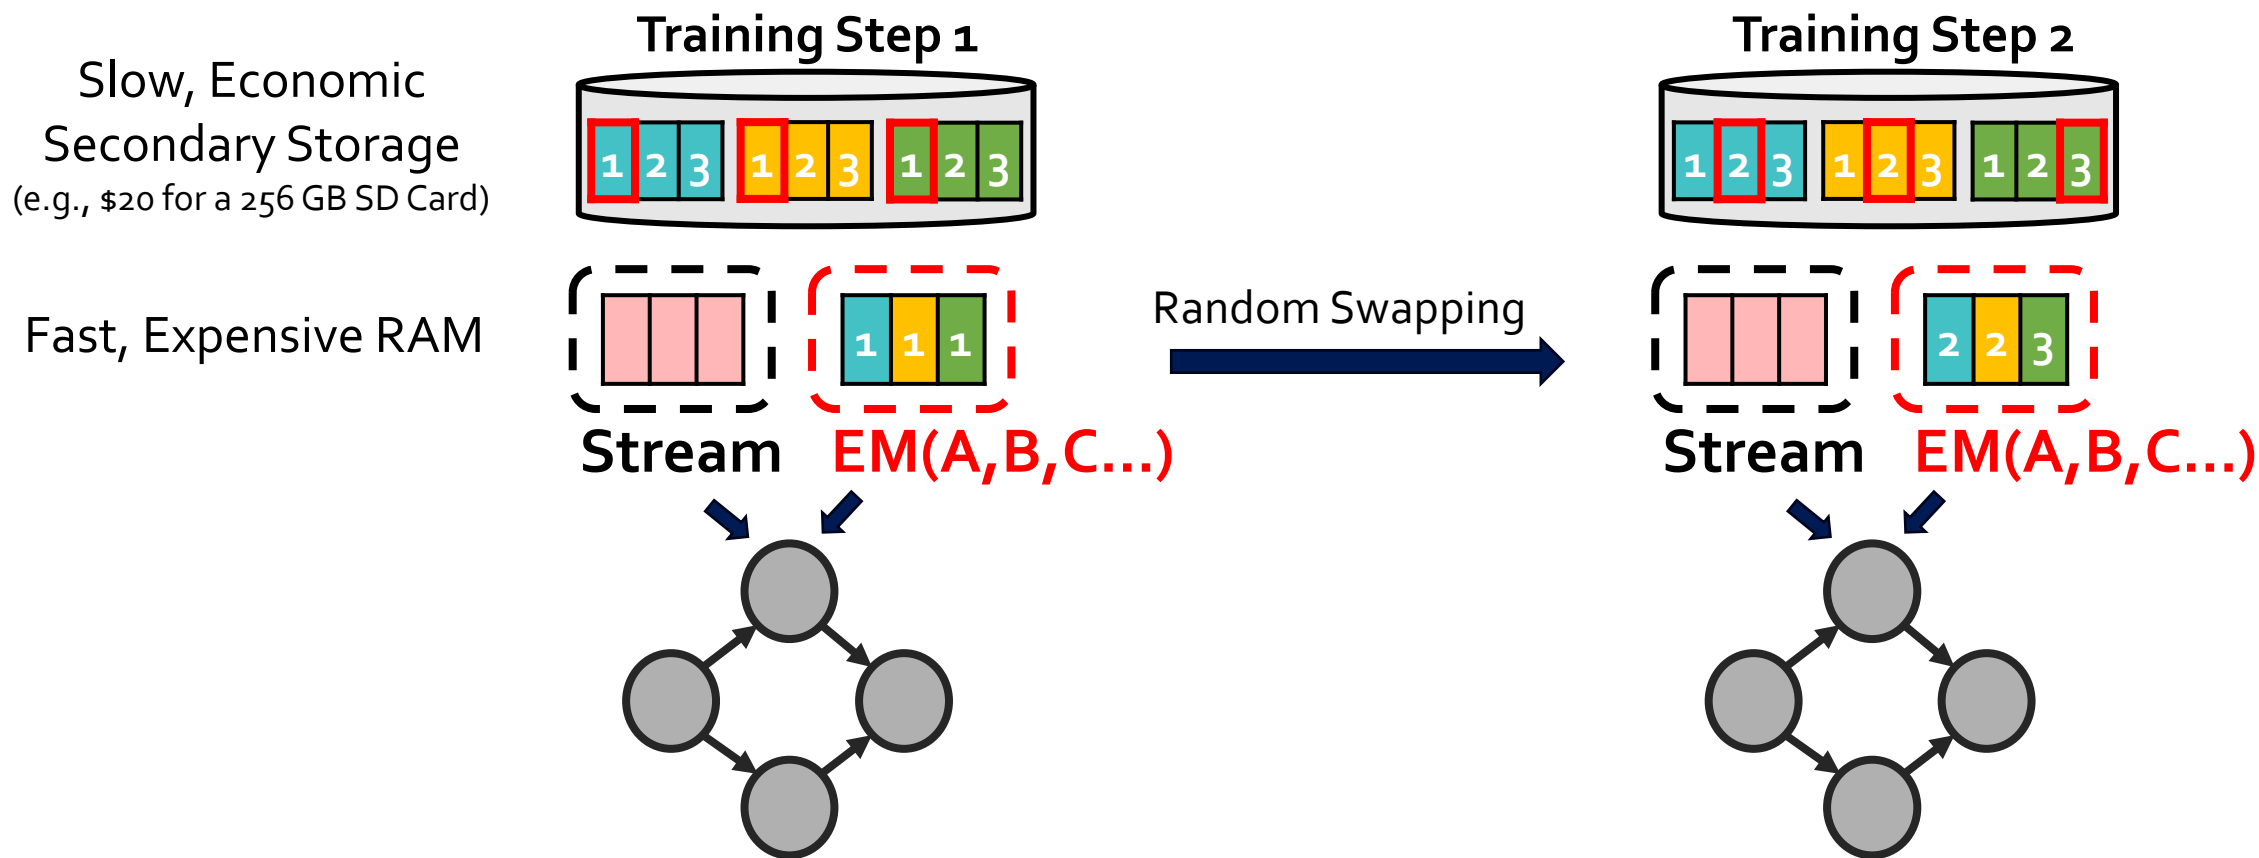 Training Step 1
Training Step 2
Slow, Economic
Secondary Storage
(e.g., $20 for a 256 GB SD Card)
1 2 3 1 2 3 1 2 3
1 2 3 1 2 3 1 2 3
Fast, Expensive RAM
1 1 1
Random Swapping
2 2 3
Stream
EM(A,B,C...)
Stream
EM(A,B,C...)